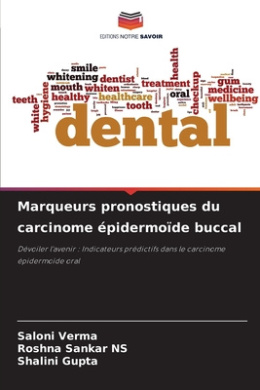 EDITIONS NOTRE SAVOIR
oral
smile
whitening
dentist
gum
mouth
whiten
treatment
medicine
teeth
white
hygiene
healthy
healthcare
health
checkup
wellbeing
tooth
dental
Marqueurs pronostiques du
carcinome épidermoïde buccal
Dévoiler l'avenir : Indicateurs prédictifs dans le carcinome
épidermoïde oral
Saloni Verma
Roshna Sankar NS
Shalini Gupta